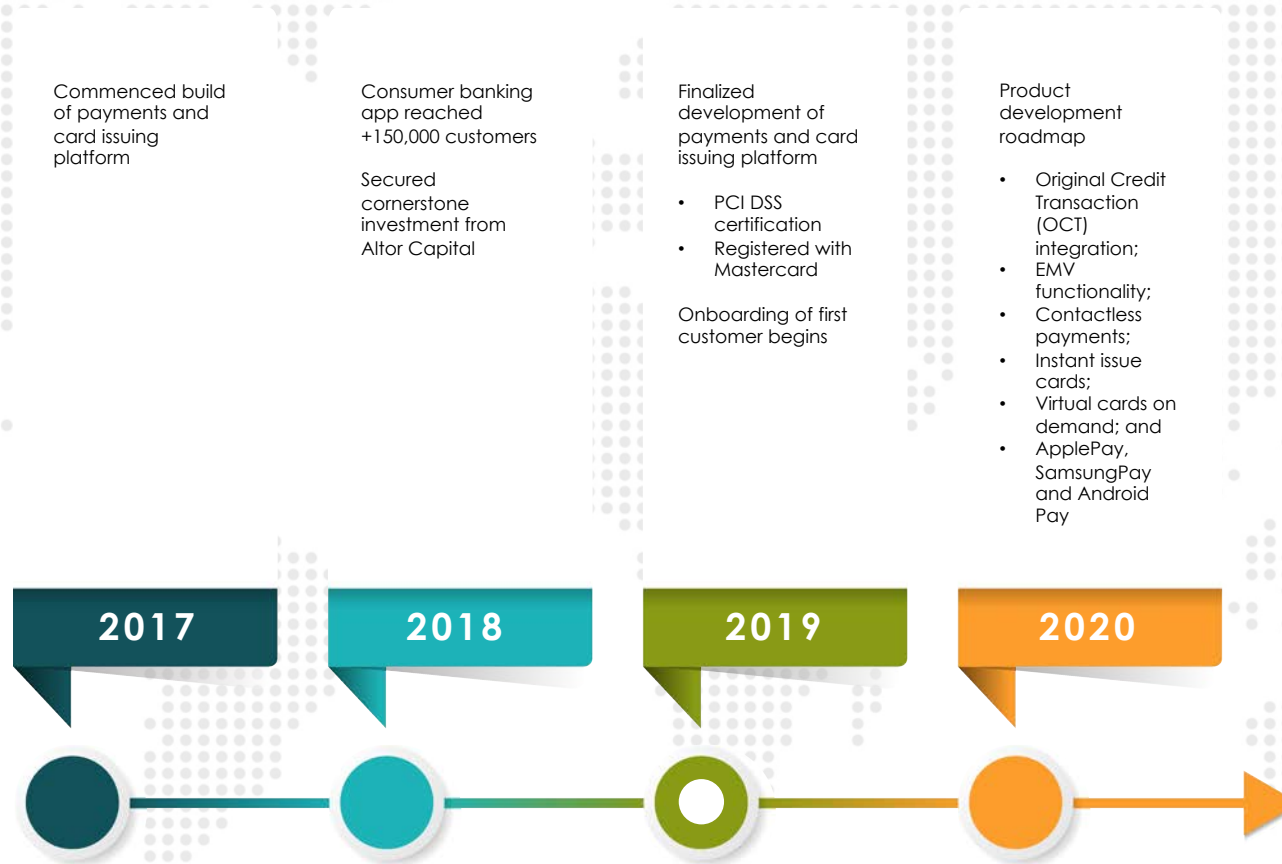 Commenced build
of payments and
card issuing
platform
Consumer banking
app reached
+150,000 customers
Secured
cornerstone
investment from
Altor Capital
Finalized
development of
payments and card
issuing platform
• PCI DSS
certification
• Registered with
Mastercard
Onboarding of first
customer begins
Product
development
roadmap
• Original Credit
Transaction
(OCT)
integration;
• EMV
functionality;
• Contactless
payments;
• Instant issue
cards;
• Virtual cards on
demand; and
• ApplePay,
SamsungPay
and Android
Pay
2017
2018
2019
2020